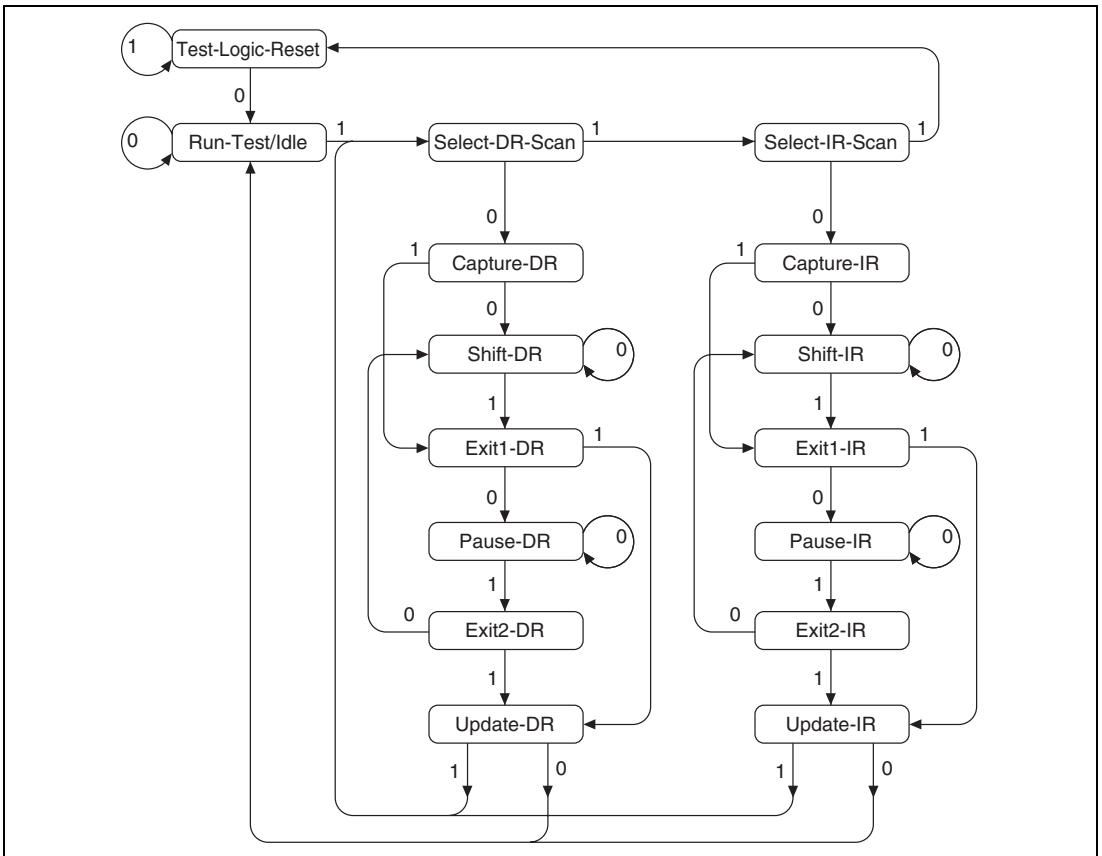 1 Test-Logic-Reset
0
0 Run-Test/Idle 1 Select-DR-Scan 1 Select-IR-Scan 1
0 0
1 Capture-DR 1 Capture-IR
0 0
Shift-DR 0 Shift-IR 0
1 1
Exit1-DR 1 Exit1-IR 1
0 0
Pause-DR 0 Pause-IR 0
1 1
0 Exit2-DR 0 Exit2-IR
1 1
Update-DR Update-IR
1 0 1 0